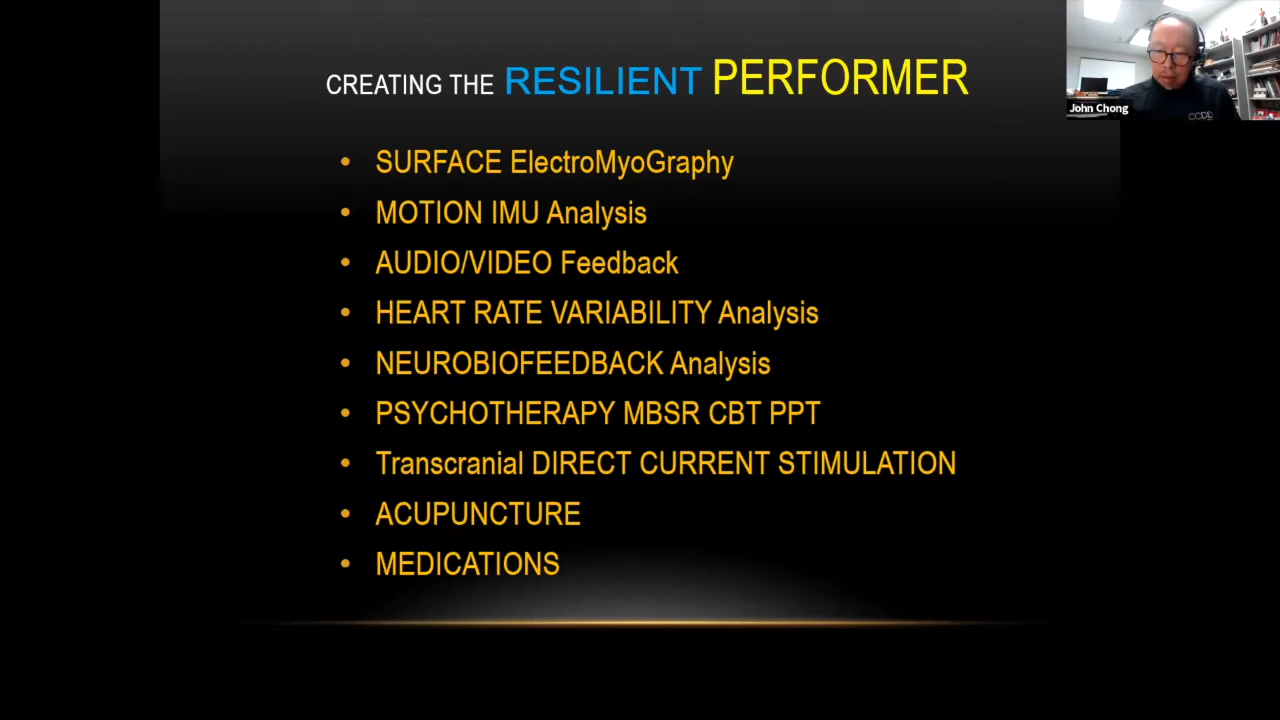 CREATING THE RESILIENT PERFORMER
John Chong
• SURFACE ElectroMyoGraphy
• MOTION IMU Analysis
• AUDIO/VIDEO Feedback
• HEART RATE VARIABILITY Analysis
• NEUROBIOFEEDBACK Analysis
• PSYCHOTHERAPY MBSR CBT PPT
• Transcranial DIRECT CURRENT STIMULATION
• ACUPUNCTURE
• MEDICATIONS